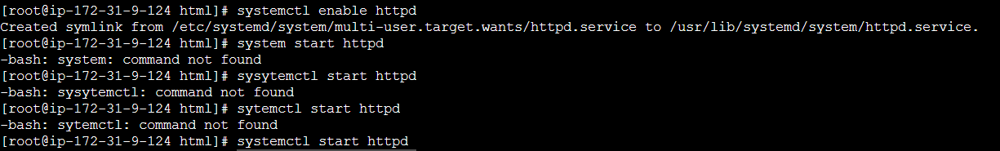 [root@ip-172-31-9-124 html]# systemctl enable httpd
Created symlink from /etc/systemd/system/multi-user.target.wants/httpd.service to /usr/lib/systemd/system/httpd.service.
[root@ip-172-31-9-124 html]# system start httpd
-bash: system: command not found
[root@ip-172-31-9-124 html]# sysytemctl start httpd
-bash: sysytemctl: command not found
[root@ip-172-31-9-124 html]# sytemctl start httpd
-bash: sytemctl: command not found
[root@ip-172-31-9-124 html]# systemctl start httpd